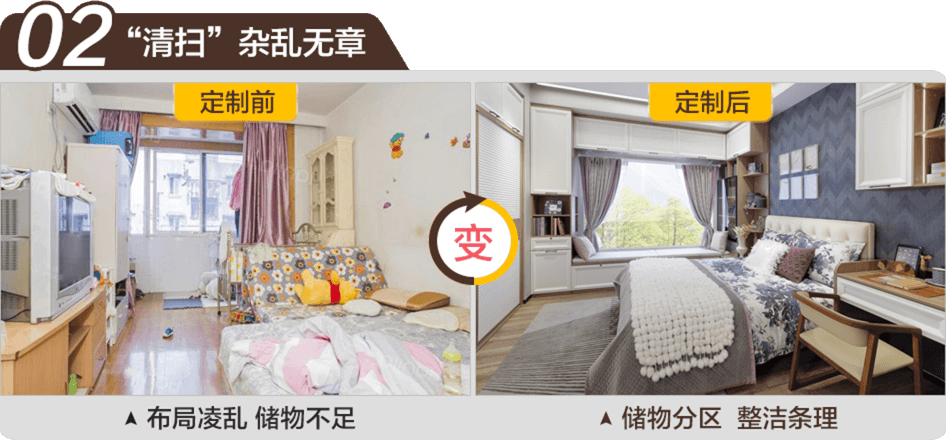 02 “清扫”杂乱无章
定制前
定制后
变
布局凌乱 储物不足
储物分区 整洁条理